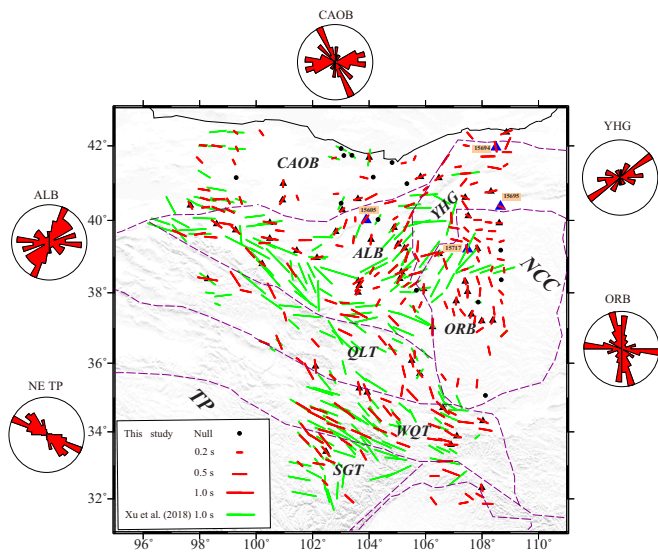 CAOB
YHG
ALB
ORB
NE TP
42°
40°
38°
36°
34°
32°
96°
98°
100°
102°
104°
106°
108°
110°
CAOB
YHG
ALB
NCC
ORB
QLT
TP
WQT
SGT
15694
15695
15605
15717
This study Null
0.2 s
0.5 s
1.0 s
Xu et al. (2018) 1.0 s